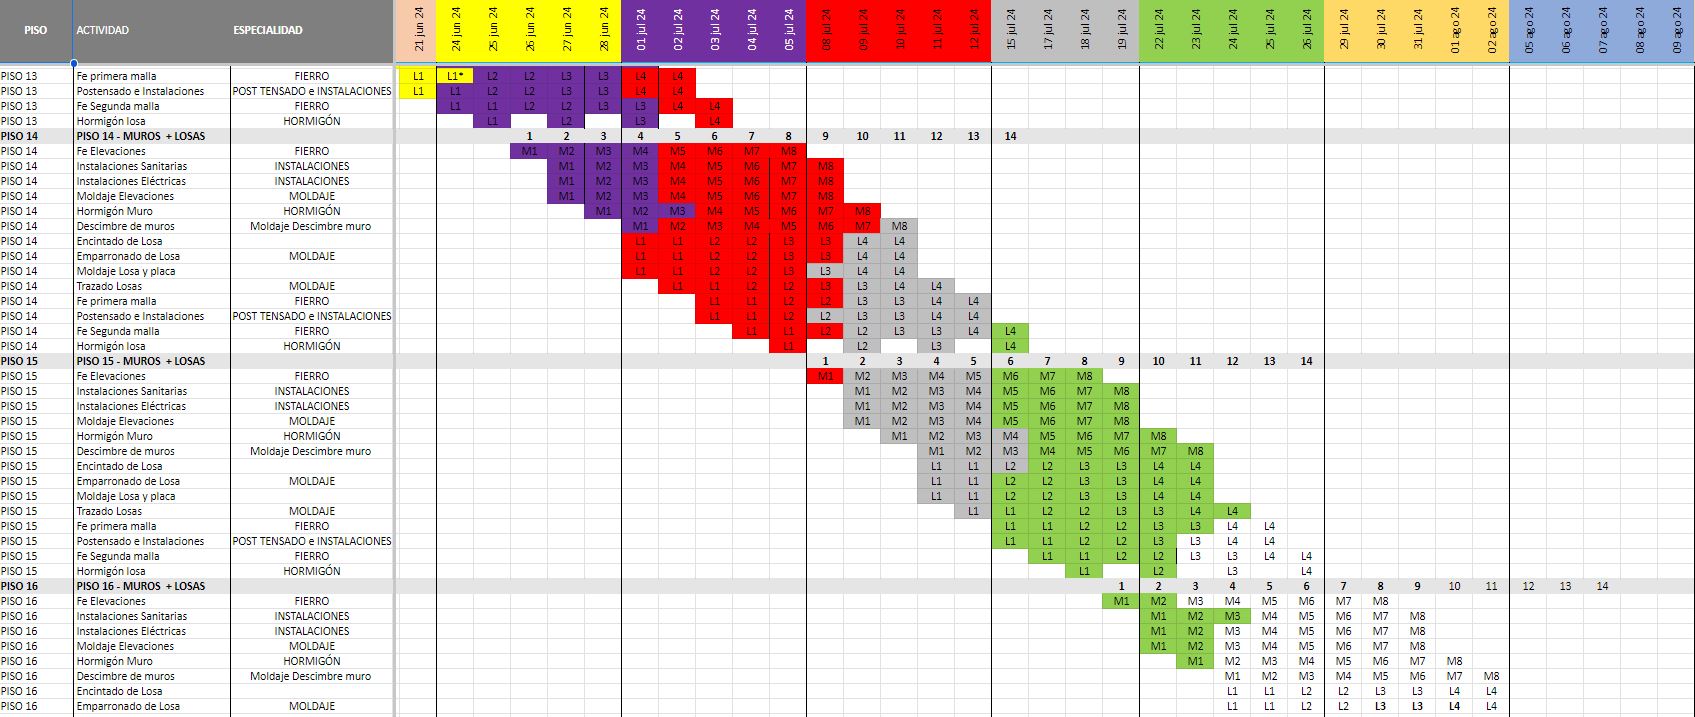 PISO ACTIVIDAD ESPECIALIDAD 21 jun 24 24 jun 24 25 jun 24 26 jun 24 27 jun 24 28 jun 24 01 jul 24 02 jul 24 03 jul 24 04 jul 24 05 jul 24 08 jul 24 09 jul 24 10 jul 24 11 jul 24 12 jul 24 15 jul 24 17 jul 24 18 jul 24 19 jul 24 22 jul 24 23 jul 24 24 jul 24 25 jul 24 26 jul 24 29 jul 24 30 jul 24 31 jul 24 01 ago 24 02 ago 24 05 ago 24 06 ago 24 07 ago 24 08 ago 24 09 ago 24
PISO 13 Fe primera malla FIERRO L1 L1* L2 L2 L3 L3 L4 L4
PISO 13 Postensado e Instalaciones POST TENSADO e INSTALACIONES L1 L1 L2 L2 L3 L3 L4 L4
PISO 13 Fe Segunda malla FIERRO L1 L1 L2 L2 L3 L3 L4 L4
PISO 13 Hormigón losa HORMIGÓN L1 L2 L3 L4
PISO 14 PISO 14 - MUROS + LOSAS 1 2 3 4 5 6 7 8 9 10 11 12 13 14
PISO 14 Fe Elevaciones FIERRO M1 M2 M3 M4 M5 M6 M7 M8
PISO 14 Instalaciones Sanitarias INSTALACIONES M1 M2 M3 M4 M5 M6 M7 M8
PISO 14 Instalaciones Eléctricas INSTALACIONES M1 M2 M3 M4 M5 M6 M7 M8
PISO 14 Moldaje Elevaciones MOLDAJE M1 M2 M3 M4 M5 M6 M7 M8
PISO 14 Hormigón Muro HORMIGÓN M1 M2 M3 M4 M5 M6 M7 M8
PISO 14 Descimbre de muros Moldaje Descimbre muro M1 M2 M3 M4 M5 M6 M7 M8
PISO 14 Encintado de Losa L1 L1 L2 L2 L3 L3 L4 L4
PISO 14 Emparronado de Losa MOLDAJE L1 L1 L2 L2 L3 L3 L4 L4
PISO 14 Moldaje Losa y placa L1 L1 L2 L2 L3 L3 L4 L4
PISO 14 Trazado Losas MOLDAJE L1 L1 L2 L2 L3 L3 L4 L4
PISO 14 Fe primera malla FIERRO L1 L1 L2 L2 L3 L3 L4 L4
PISO 14 Postensado e Instalaciones POST TENSADO e INSTALACIONES L1 L1 L2 L2 L3 L3 L4 L4
PISO 14 Fe Segunda malla FIERRO L1 L1 L2 L2 L3 L3 L4 L4
PISO 14 Hormigón losa HORMIGÓN L1 L2 L3 L4
PISO 15 PISO 15 - MUROS + LOSAS 1 2 3 4 5 6 7 8 9 10 11 12 13 14
PISO 15 Fe Elevaciones FIERRO M1 M2 M3 M4 M5 M6 M7 M8
PISO 15 Instalaciones Sanitarias INSTALACIONES M1 M2 M3 M4 M5 M6 M7 M8
PISO 15 Instalaciones Eléctricas INSTALACIONES M1 M2 M3 M4 M5 M6 M7 M8
PISO 15 Moldaje Elevaciones MOLDAJE M1 M2 M3 M4 M5 M6 M7 M8
PISO 15 Hormigón Muro HORMIGÓN M1 M2 M3 M4 M5 M6 M7 M8
PISO 15 Descimbre de muros Moldaje Descimbre muro M1 M2 M3 M4 M5 M6 M7 M8
PISO 15 Encintado de Losa L1 L1 L2 L2 L3 L3 L4 L4
PISO 15 Emparronado de Losa MOLDAJE L1 L1 L2 L2 L3 L3 L4 L4
PISO 15 Moldaje Losa y placa L1 L1 L2 L2 L3 L3 L4 L4
PISO 15 Trazado Losas MOLDAJE L1 L1 L2 L2 L3 L3 L4 L4
PISO 15 Fe primera malla FIERRO L1 L1 L2 L2 L3 L3 L4 L4
PISO 15 Postensado e Instalaciones POST TENSADO e INSTALACIONES L1 L1 L2 L2 L3 L3 L4 L4
PISO 15 Fe Segunda malla FIERRO L1 L1 L2 L2 L3 L3 L4 L4
PISO 15 Hormigón losa HORMIGÓN L1 L2 L3 L4
PISO 16 PISO 16 - MUROS + LOSAS 1 2 3 4 5 6 7 8 9 10 11 12 13 14
PISO 16 Fe Elevaciones FIERRO M1 M2 M3 M4 M5 M6 M7 M8
PISO 16 Instalaciones Sanitarias INSTALACIONES M1 M2 M3 M4 M5 M6 M7 M8
PISO 16 Instalaciones Eléctricas INSTALACIONES M1 M2 M3 M4 M5 M6 M7 M8
PISO 16 Moldaje Elevaciones MOLDAJE M1 M2 M3 M4 M5 M6 M7 M8
PISO 16 Hormigón Muro HORMIGÓN M1 M2 M3 M4 M5 M6 M7 M8
PISO 16 Descimbre de muros Moldaje Descimbre muro M1 M2 M3 M4 M5 M6 M7 M8
PISO 16 Encintado de Losa L1 L1 L2 L2 L3 L3 L4 L4
PISO 16 Emparronado de Losa MOLDAJE L1 L1 L2 L2 L3 L3 L4 L4